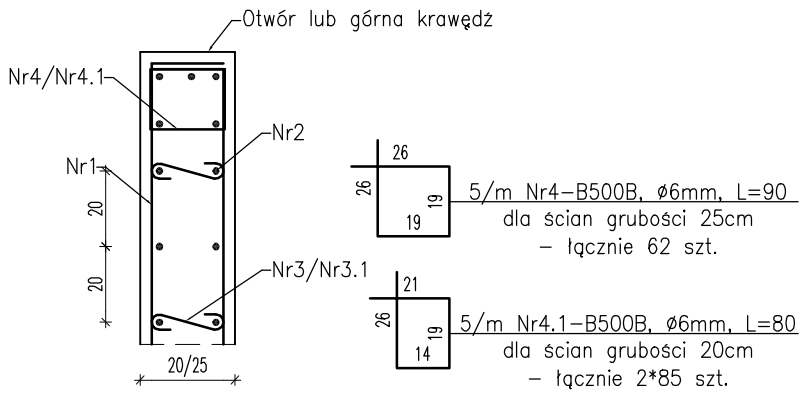 Otwór lub górna krawędź
Nr4/Nr4.1
Nr2
Nr1
20
20
Nr3/Nr3.1
20/25
26
26
19
19
5/m Nr4-B500B, ø6mm, L=90
dla ścian grubości 25cm
- łącznie 62 szt.
21
26
19
14
5/m Nr4.1-B500B, ø6mm, L=80
dla ścian grubości 20cm
- łącznie 2*85 szt.